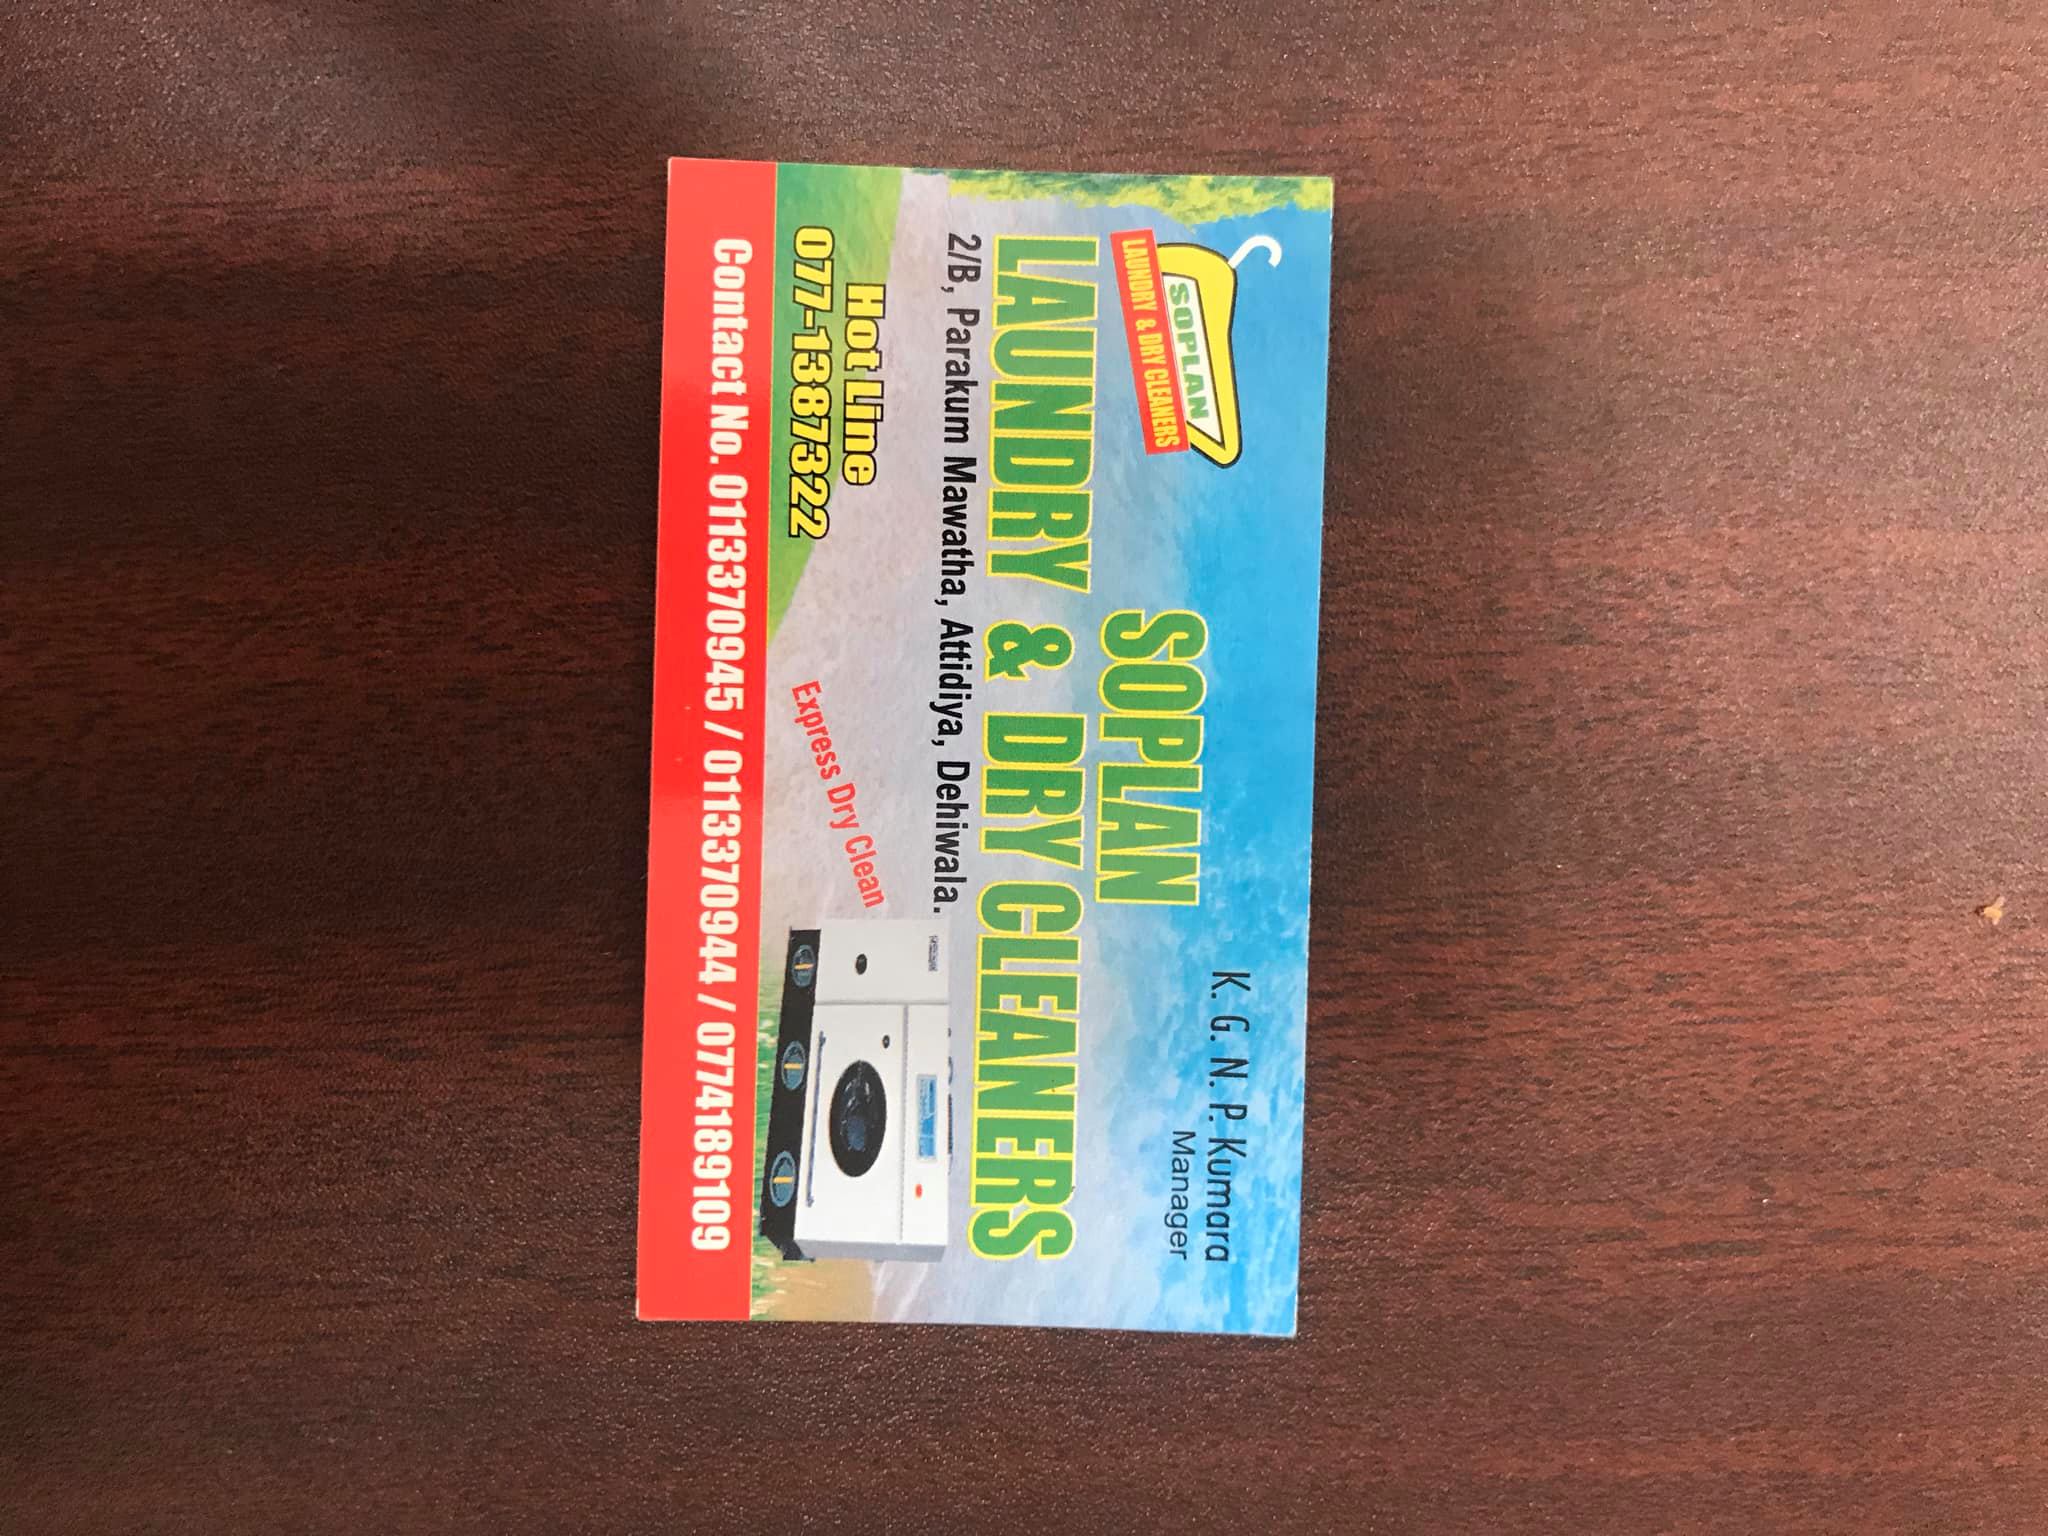 K. G. N. P. Kumara
Manager
SOPLAN
LAUNDRY & DRY CLEANERS
SOPLAN
LAUNDRY & DRY CLEANERS
2/B, Parakum Mawatha, Attidiya, Dehiwala.
Hot Line
077-1387322
Express Dry Clean
Contact No. 0113370945 / 0113370944 / 0774189109